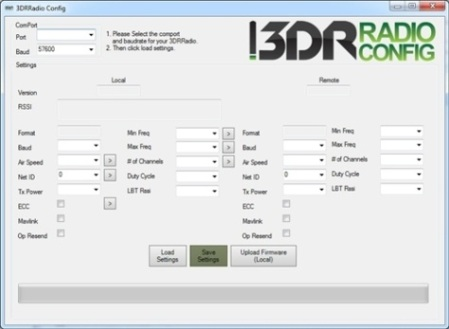 3DRRadio Config
ComPort
Port
Baud 57600
1. Please Select the comport
and baudrate for your 3DRRadio.
2. Then click load settings.
!3DR RADIO
CONFIG
Settings
Local Remote
Version
RSSI
Format Min Freq Format Min Freq
Baud Max Freq > Baud Max Freq
Air Speed > # of Channels > Air Speed # of Channels
Net ID 0 > Duty Cycle Net ID 0 Duty Cycle
Tx Power LBT Rssi Tx Power LBT Rssi
ECC > ECC
Mavlink Mavlink
Op Resend Op Resend
Load
Settings
Save
Settings
Upload Firmware
(Local)